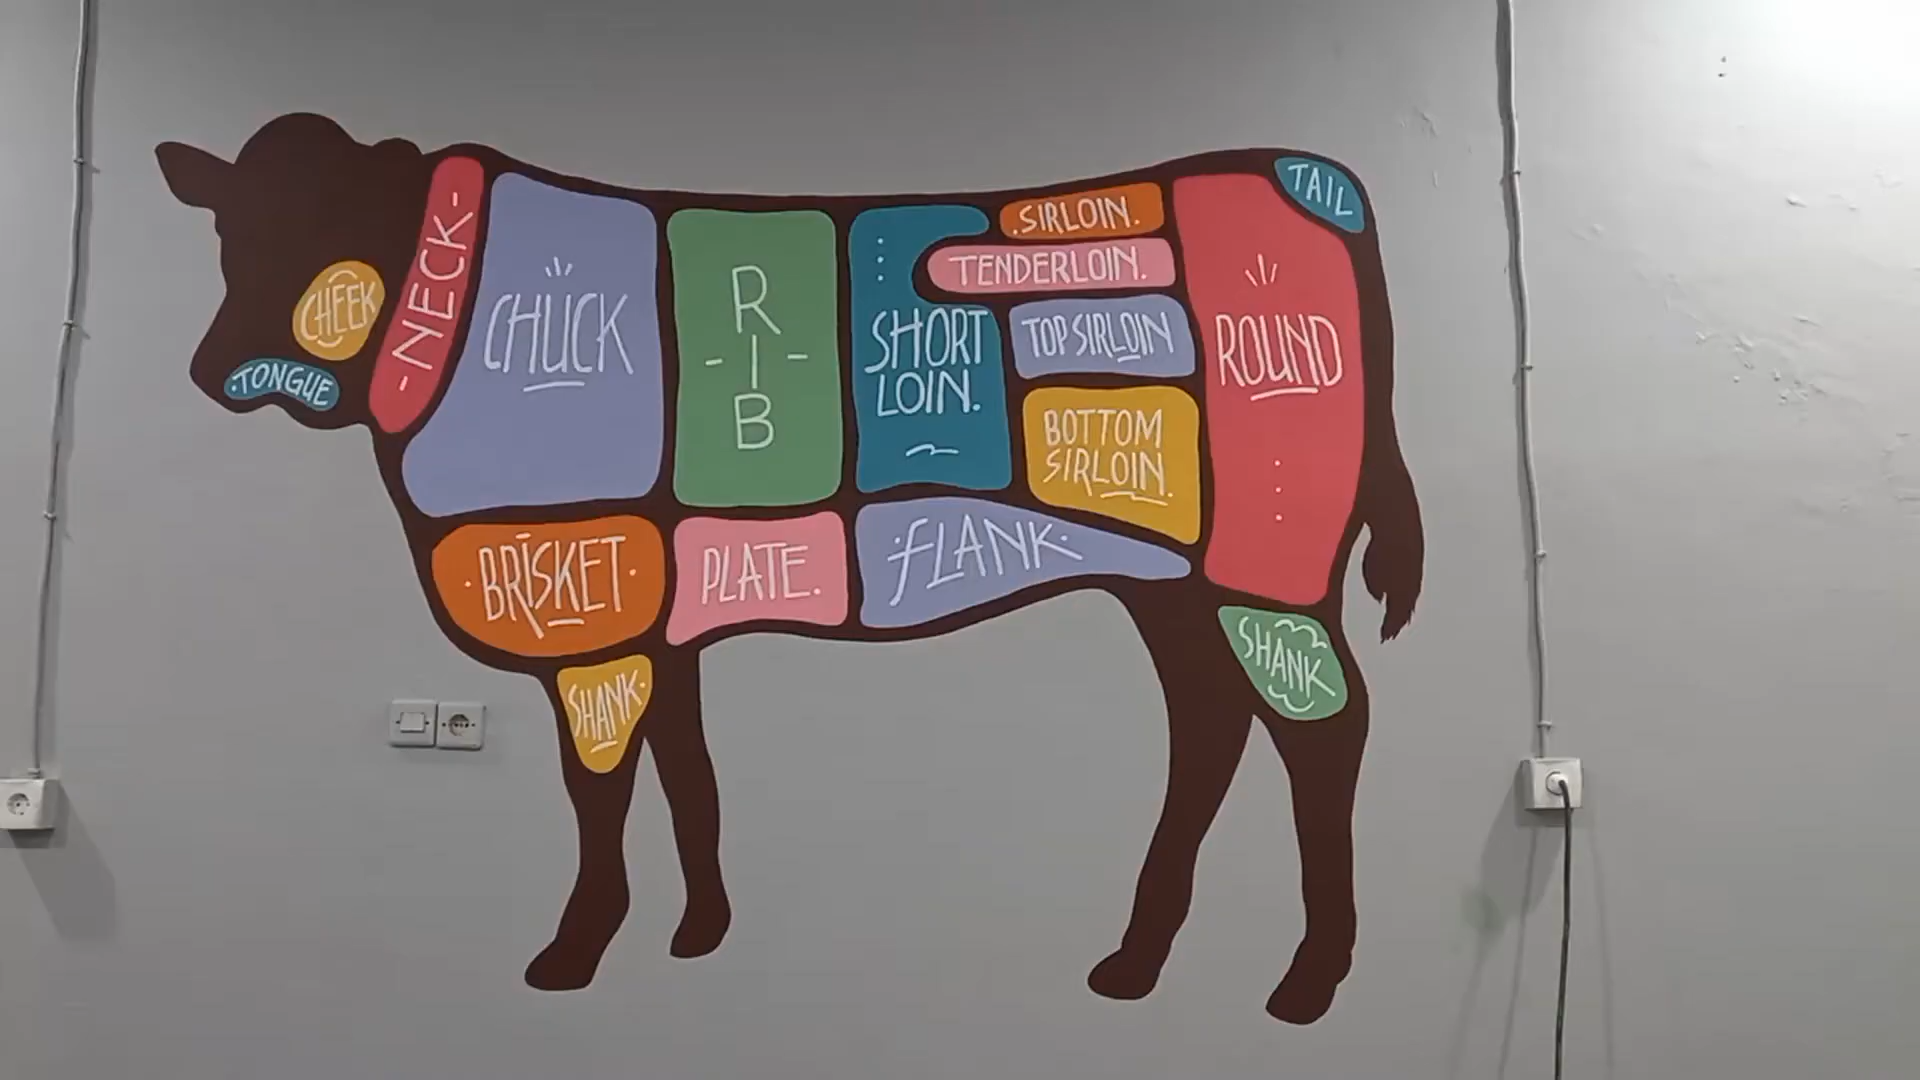 CHEEK
TONGUE
NECK
CHUCK
RIB
SHORT
LOIN.
SIRLOIN.
TENDERLOIN.
TOP SIRLOIN
BOTTOM
SIRLOIN.
ROUND
TAIL
BRISKET
PLATE.
FLANK
SHANK
SHANK